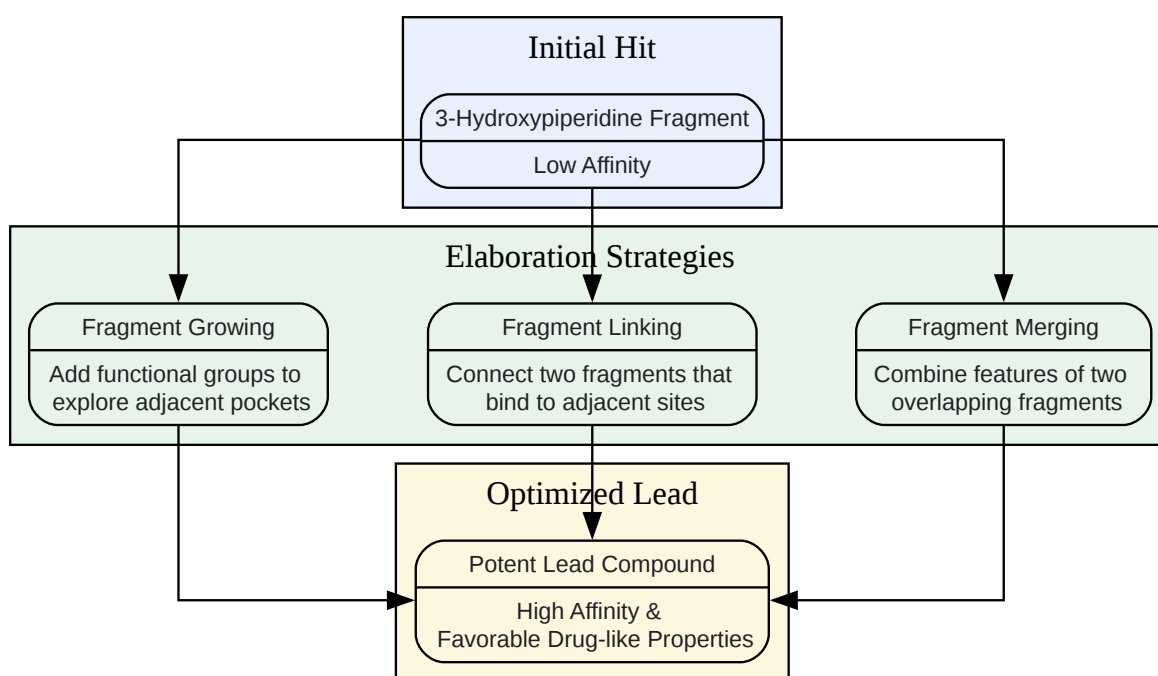 Initial Hit
3-Hydroxypiperidine Fragment
Low Affinity
Elaboration Strategies
Fragment Growing
Add functional groups to
explore adjacent pockets
Fragment Linking
Connect two fragments that
bind to adjacent sites
Fragment Merging
Combine features of two
overlapping fragments
Optimized Lead
Potent Lead Compound
High Affinity &
Favorable Drug-like Properties